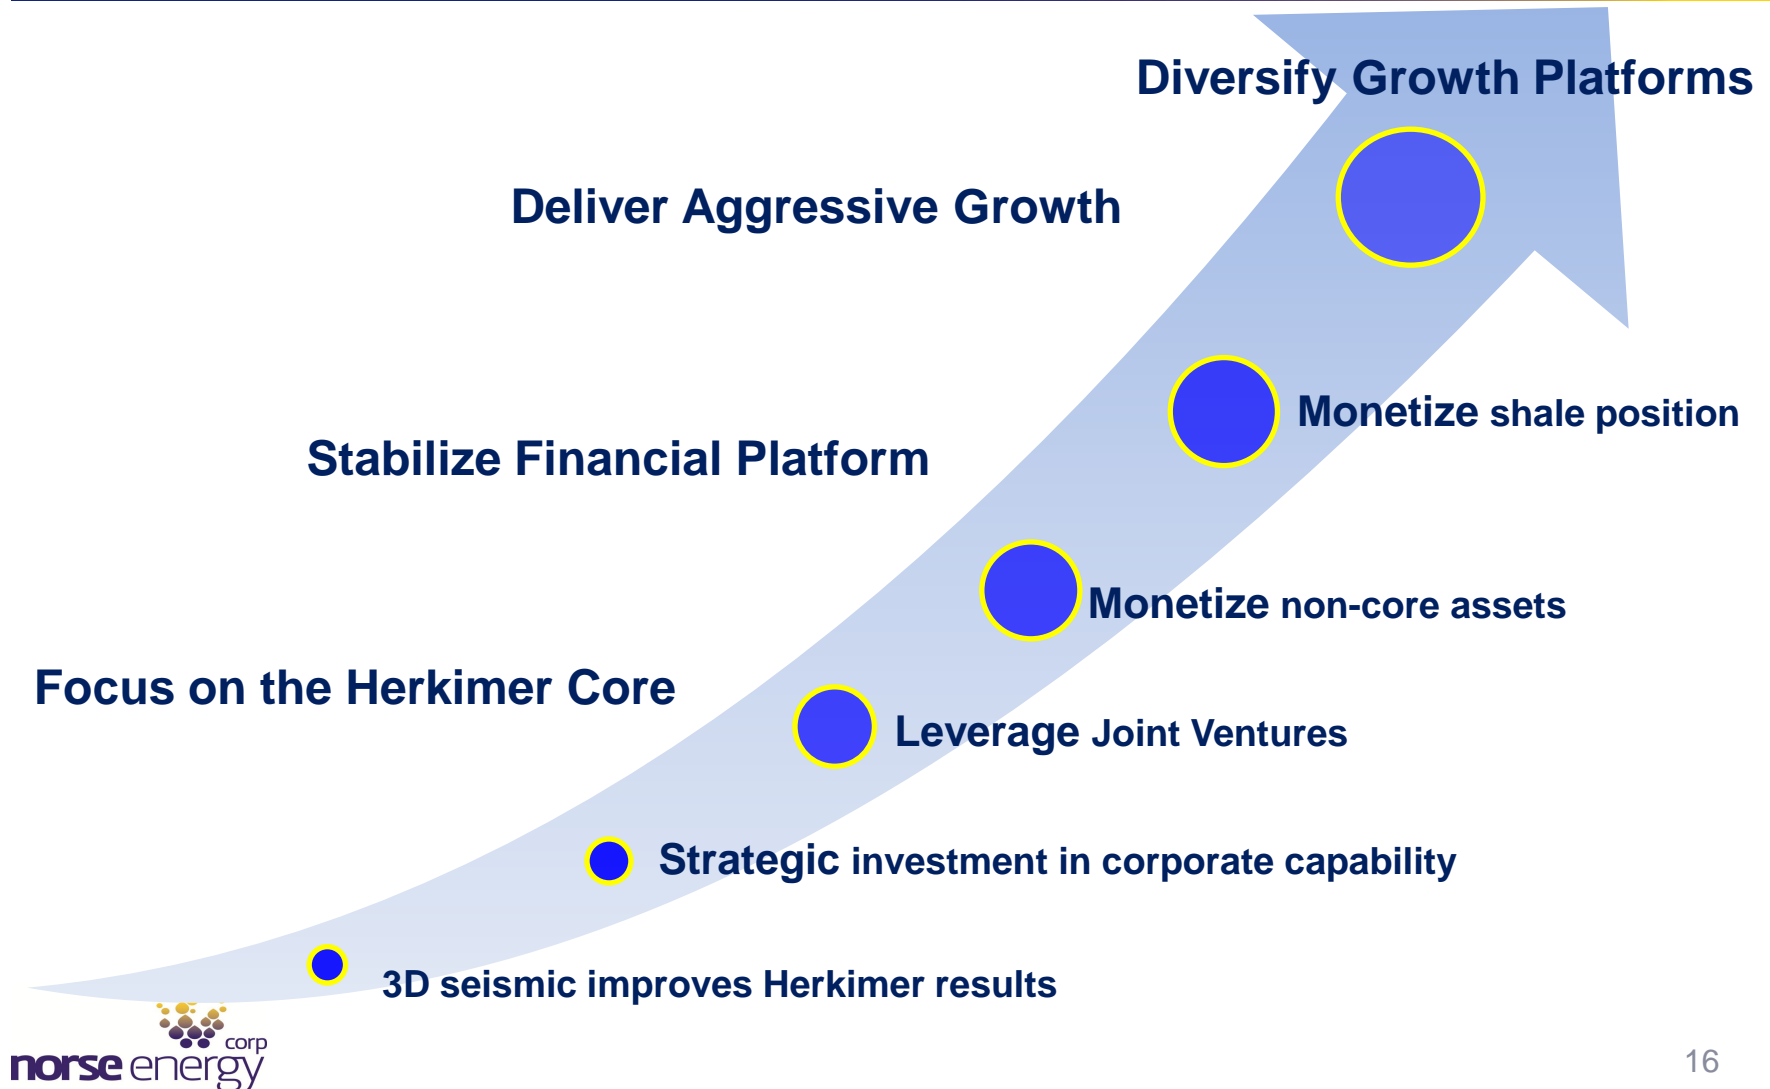 Diversify Growth Platforms
Deliver Aggressive Growth
Monetize shale position
Stabilize Financial Platform
Monetize non-core assets
Focus on the Herkimer Core
Leverage Joint Ventures
Strategic investment in corporate capability
3D seismic improves Herkimer results
corp
norse energy
16